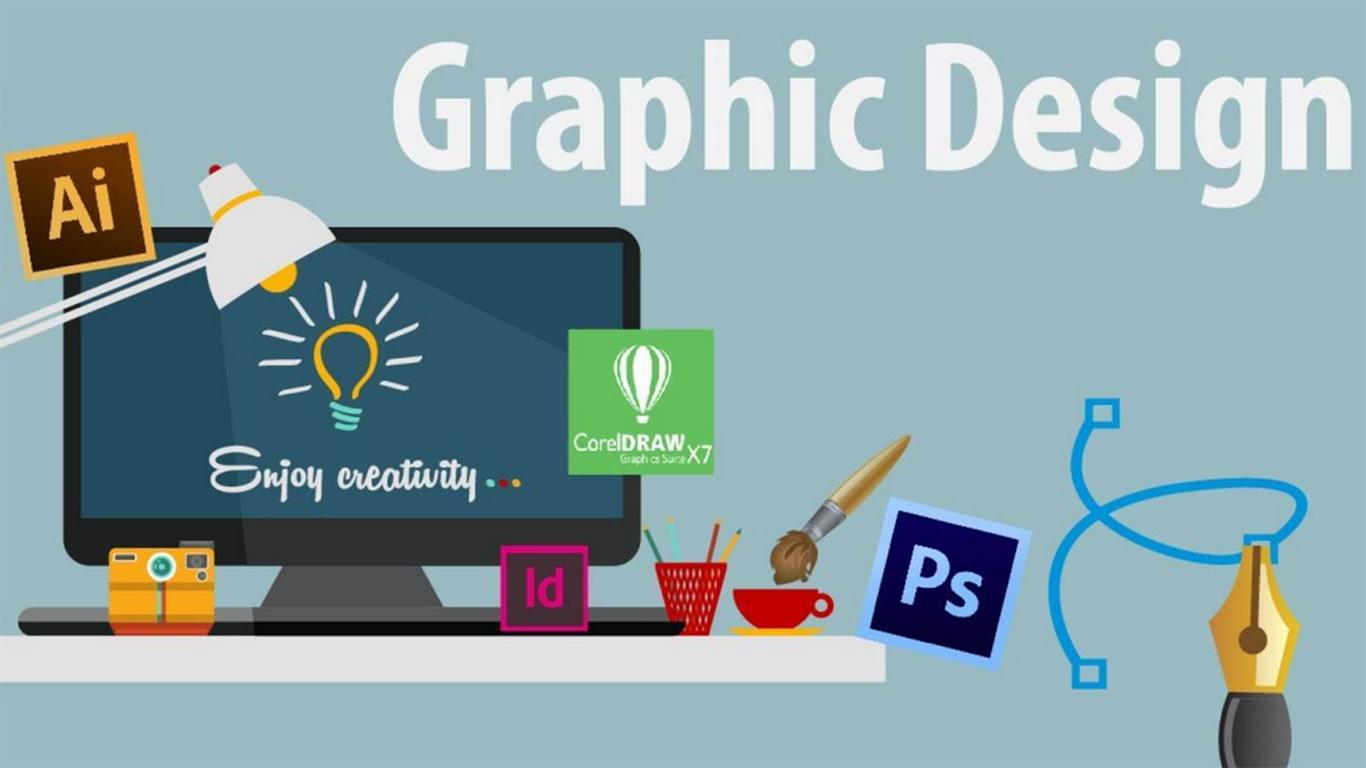 Graphic Design
Ai
Enjoy creativity...
CorelDRAW
Graphics Suite X7
Id
Ps